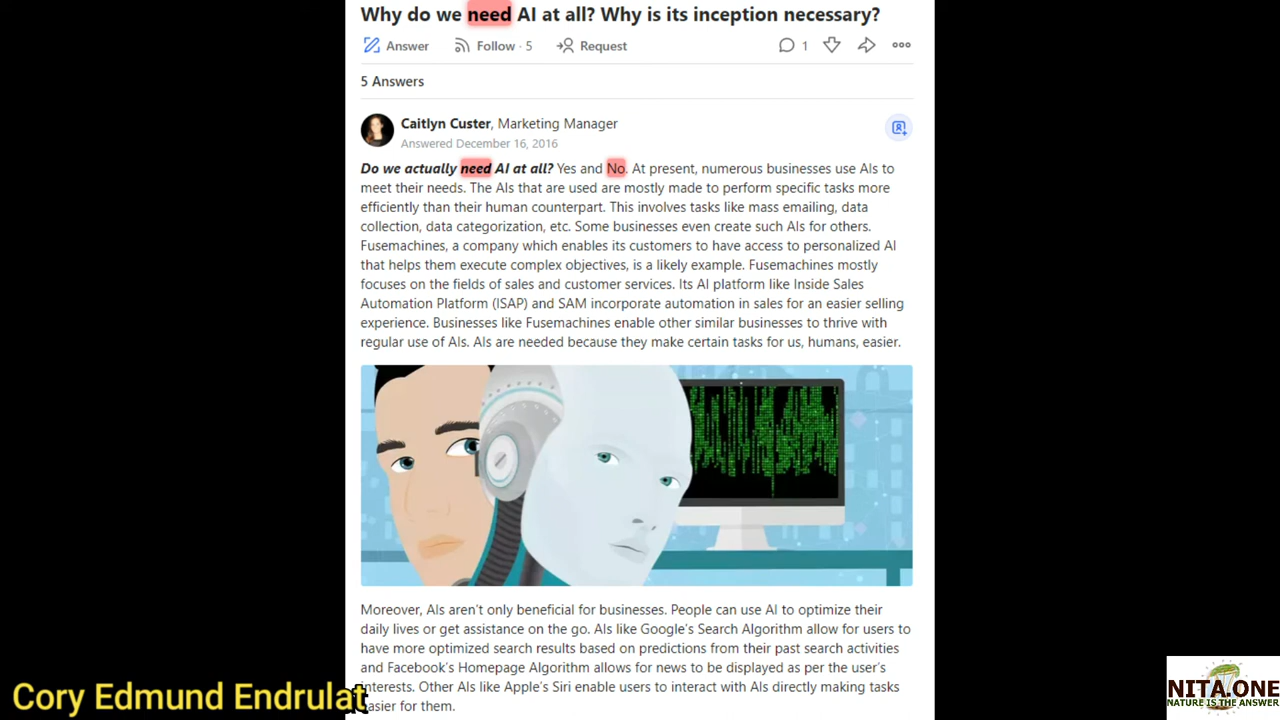 Why do we need AI at all? Why is its inception necessary?
Answer Follow · 5 Request 1
5 Answers
Caitlyn Custer, Marketing Manager
Answered December 16, 2016
Do we actually need AI at all? Yes and No. At present, numerous businesses use AIs to
meet their needs. The AIs that are used are mostly made to perform specific tasks more
efficiently than their human counterpart. This involves tasks like mass emailing, data
collection, data categorization, etc. Some businesses even create such AIs for others.
Fusemachines, a company which enables its customers to have access to personalized AI
that helps them execute complex objectives, is a likely example. Fusemachines mostly
focuses on the fields of sales and customer services. Its AI platform like Inside Sales
Automation Platform (ISAP) and SAM incorporate automation in sales for an easier selling
experience. Businesses like Fusemachines enable other similar businesses to thrive with
regular use of AIs. AIs are needed because they make certain tasks for us, humans, easier.
Moreover, AIs aren't only beneficial for businesses. People can use AI to optimize their
daily lives or get assistance on the go. AIs like Google's Search Algorithm allow for users to
have more optimized search results based on predictions from their past search activities
and Facebook's Homepage Algorithm allows for news to be displayed as per the user's
interests. Other AIs like Apple's Siri enable users to interact with AIs directly making tasks
easier for them.
Cory Edmund Endrulat
NITA.ONE
NATURE IS THE ANSWER